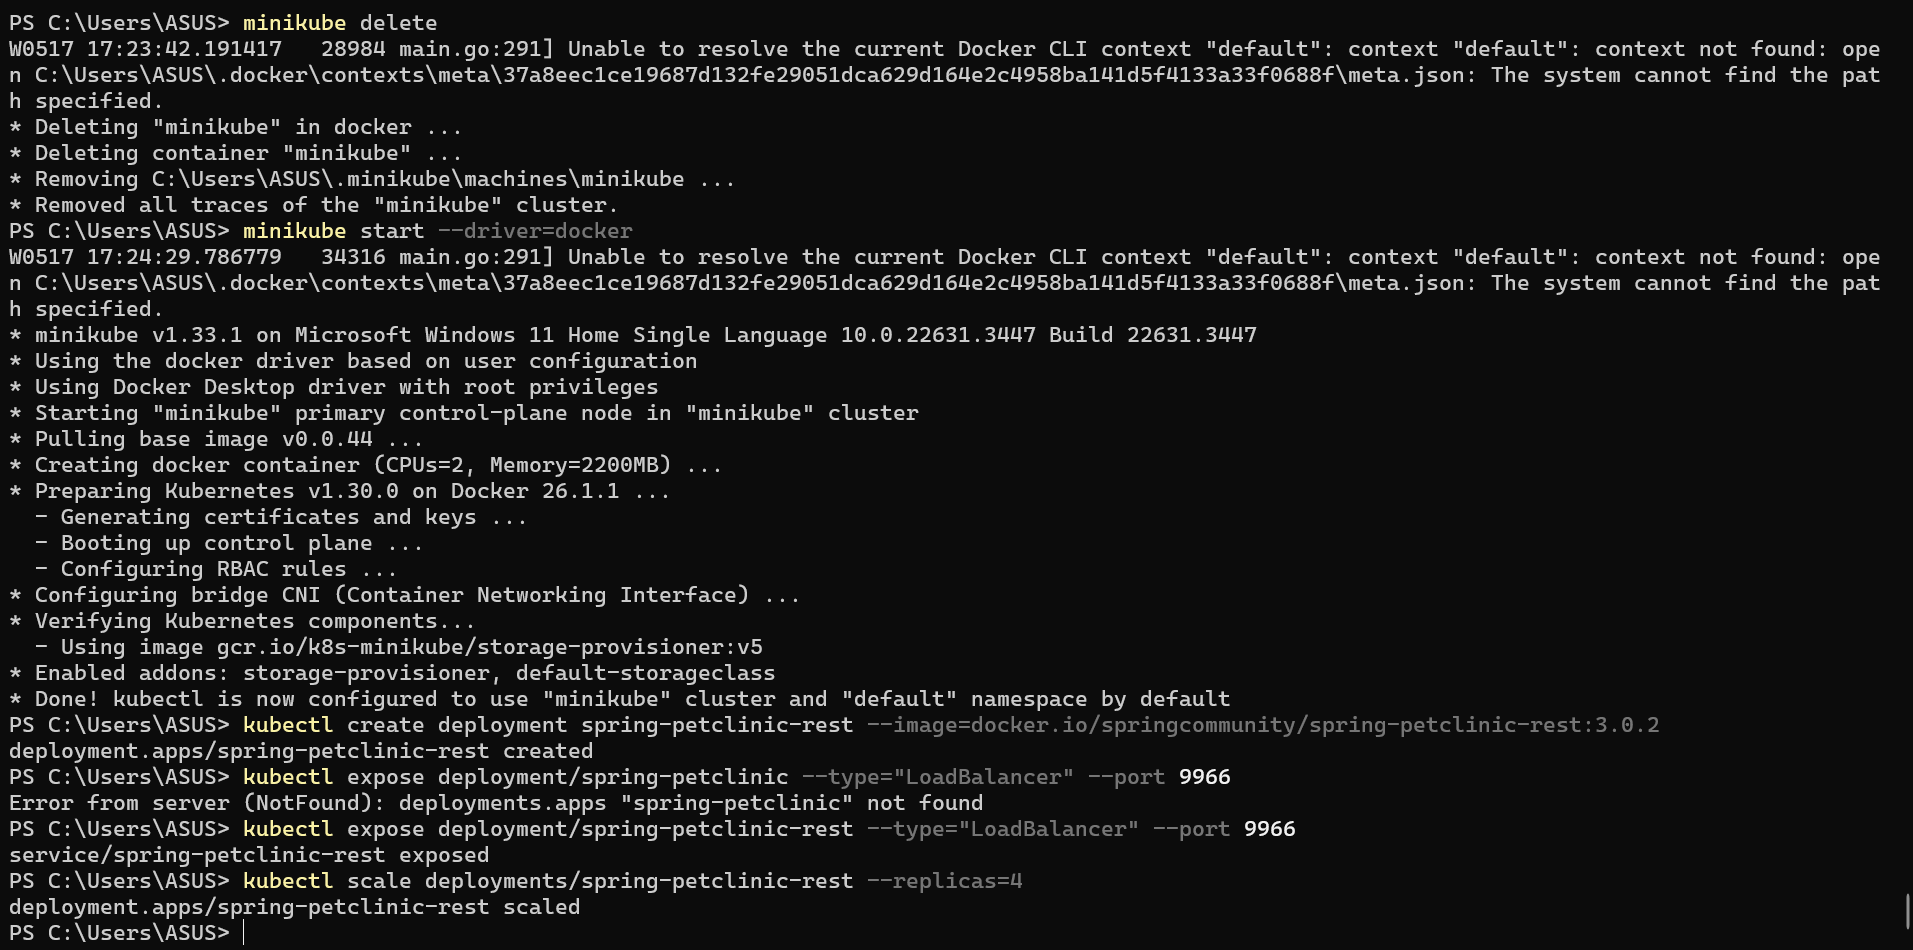 PS C:\Users\ASUS> minikube delete
W0517 17:23:42.191417   28984 main.go:291] Unable to resolve the current Docker CLI context "default": context "default": context not found: ope
n C:\Users\ASUS\.docker\contexts\meta\37a8eec1ce19687d132fe29051dca629d164e2c4958ba141d5f4133a33f0688f\meta.json: The system cannot find the pat
h specified.
* Deleting "minikube" in docker ...
* Deleting container "minikube" ...
* Removing C:\Users\ASUS\.minikube\machines\minikube ...
* Removed all traces of the "minikube" cluster.
PS C:\Users\ASUS> minikube start --driver=docker
W0517 17:24:29.786779   34316 main.go:291] Unable to resolve the current Docker CLI context "default": context "default": context not found: ope
n C:\Users\ASUS\.docker\contexts\meta\37a8eec1ce19687d132fe29051dca629d164e2c4958ba141d5f4133a33f0688f\meta.json: The system cannot find the pat
h specified.
* minikube v1.33.1 on Microsoft Windows 11 Home Single Language 10.0.22631.3447 Build 22631.3447
* Using the docker driver based on user configuration
* Using Docker Desktop driver with root privileges
* Starting "minikube" primary control-plane node in "minikube" cluster
* Pulling base image v0.0.44 ...
* Creating docker container (CPUs=2, Memory=2200MB) ...
* Preparing Kubernetes v1.30.0 on Docker 26.1.1 ...
  - Generating certificates and keys ...
  - Booting up control plane ...
  - Configuring RBAC rules ...
* Configuring bridge CNI (Container Networking Interface) ...
* Verifying Kubernetes components...
  - Using image gcr.io/k8s-minikube/storage-provisioner:v5
* Enabled addons: storage-provisioner, default-storageclass
* Done! kubectl is now configured to use "minikube" cluster and "default" namespace by default
PS C:\Users\ASUS> kubectl create deployment spring-petclinic-rest --image=docker.io/springcommunity/spring-petclinic-rest:3.0.2
deployment.apps/spring-petclinic-rest created
PS C:\Users\ASUS> kubectl expose deployment/spring-petclinic --type="LoadBalancer" --port 9966
Error from server (NotFound): deployments.apps "spring-petclinic" not found
PS C:\Users\ASUS> kubectl expose deployment/spring-petclinic-rest --type="LoadBalancer" --port 9966
service/spring-petclinic-rest exposed
PS C:\Users\ASUS> kubectl scale deployments/spring-petclinic-rest --replicas=4
deployment.apps/spring-petclinic-rest scaled
PS C:\Users\ASUS>